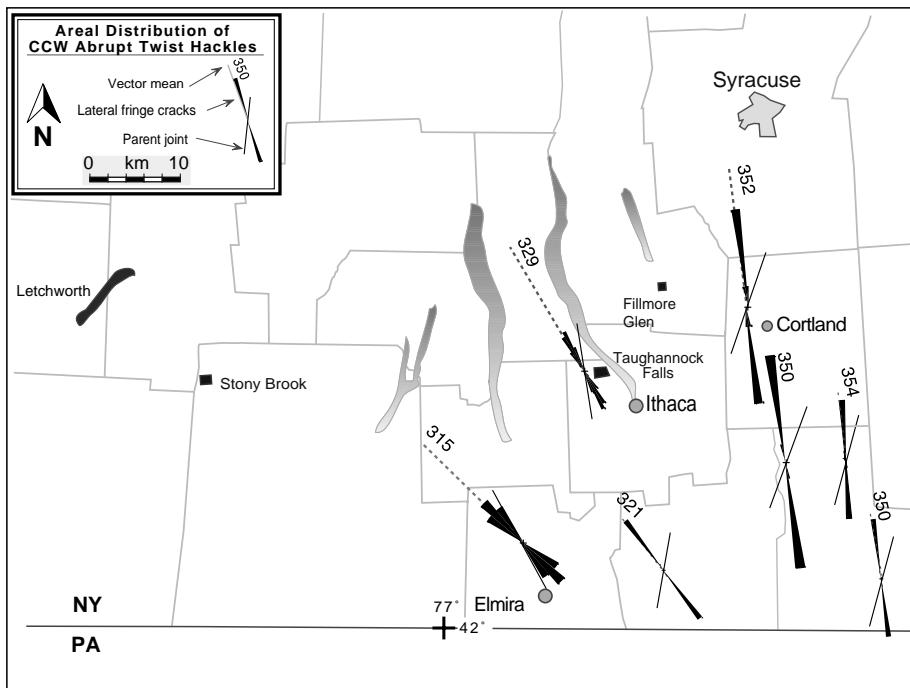 Areal Distribution of
CCW Abrupt Twist Hackles
350
Vector mean
Lateral fringe cracks
Parent joint
N
0 km 10
Syracuse
352
329
Letchworth
Fillmore
Glen
Cortland
Taughannock
Falls
350
354
Stony Brook
Ithaca
315
321
350
NY
77°
Elmira
42°
PA